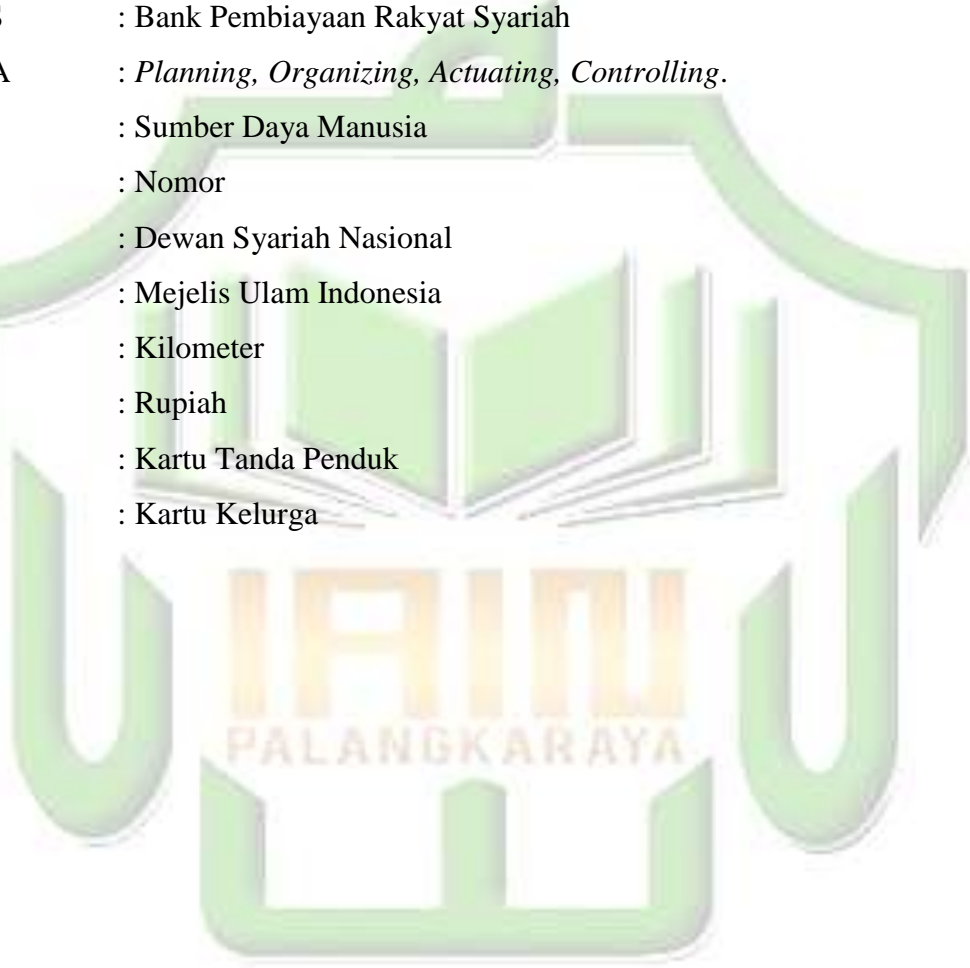 S : Bank Pembiayaan Rakyat Syariah
A : Planning, Organizing, Actuating, Controlling.
: Sumber Daya Manusia
: Nomor
: Dewan Syariah Nasional
: Mejelis Ulam Indonesia
: Kilometer
: Rupiah
: Kartu Tanda Penduk
: Kartu Kelurga
IAIN
PALANGKARAYA